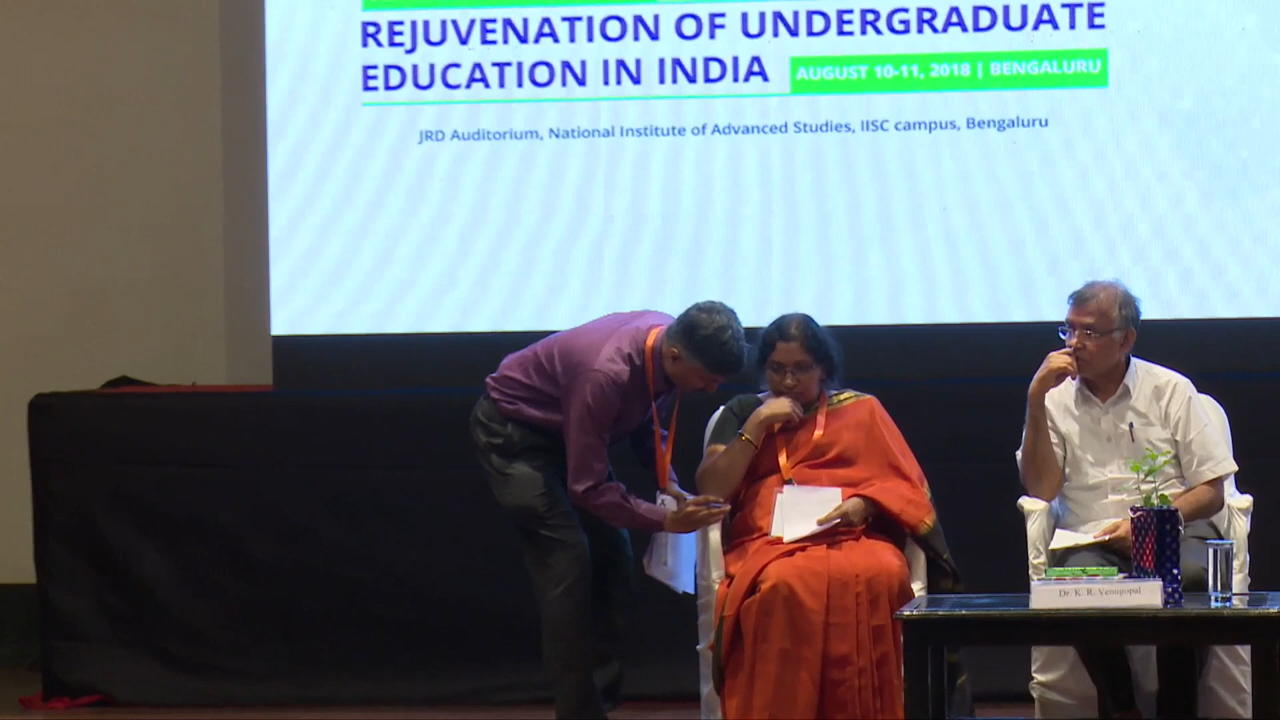 REJUVENATION OF UNDERGRADUATE
EDUCATION IN INDIA
AUGUST 10-11, 2018 | BENGALURU
JRD Auditorium, National Institute of Advanced Studies, IISC campus, Bengaluru
Dr. K. R. Venugopal